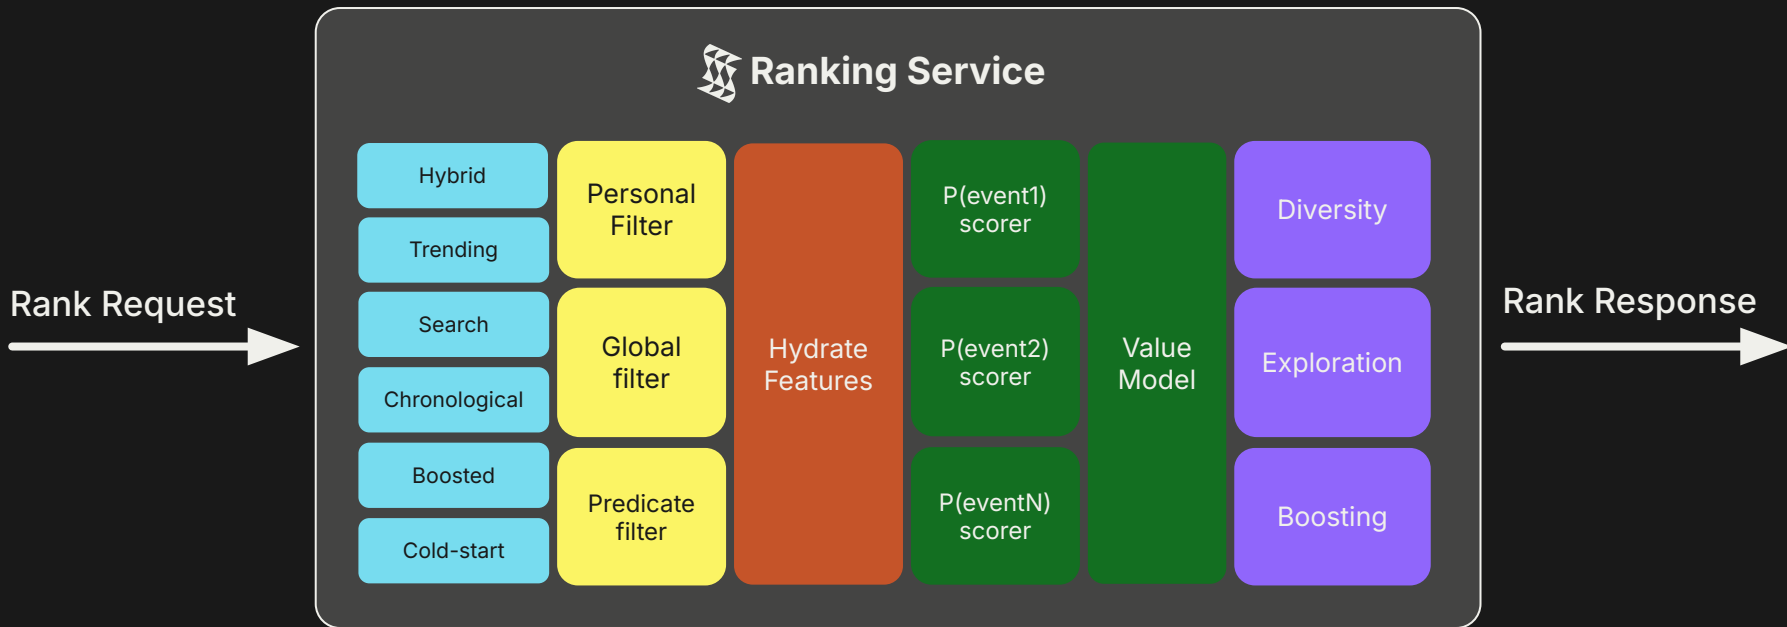 Ranking Service
Rank Request
Hybrid
Trending
Search
Chronological
Boosted
Cold-start
Personal
Filter
Global
filter
Predicate
filter
Hydrate
Features
P(event1)
scorer
P(event2)
scorer
P(eventN)
scorer
Value
Model
Diversity
Exploration
Boosting
Rank Response